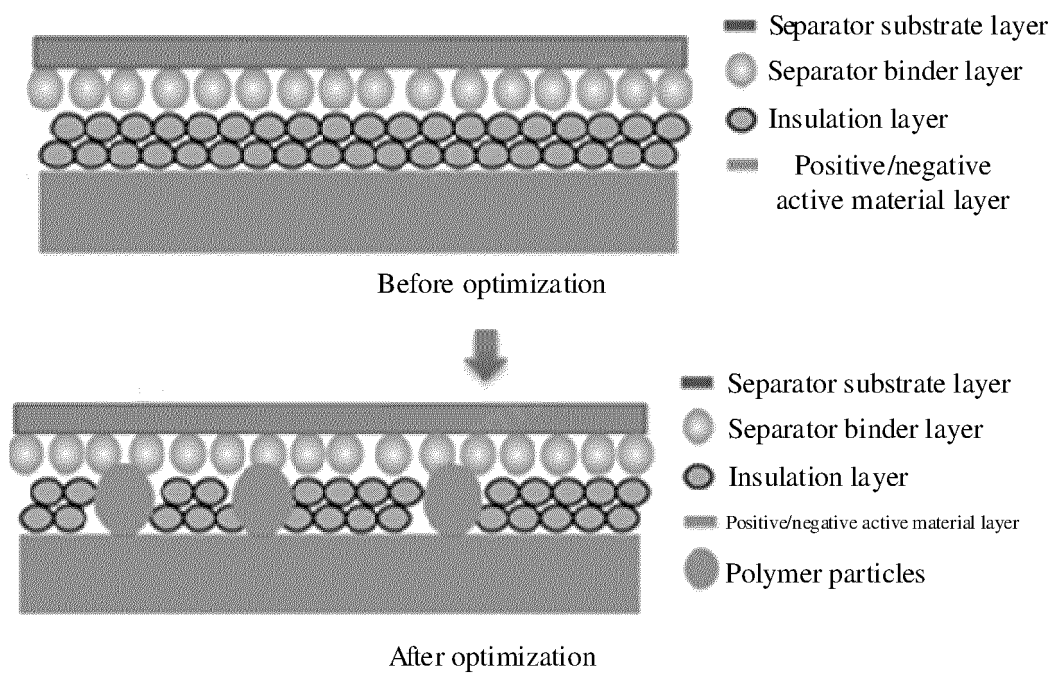 Separator substrate layer
Separator binder layer
Insulation layer
Positive/negative
active material layer
Before optimization
Separator substrate layer
Separator binder layer
Insulation layer
Positive/negative active material layer
Polymer particles
After optimization